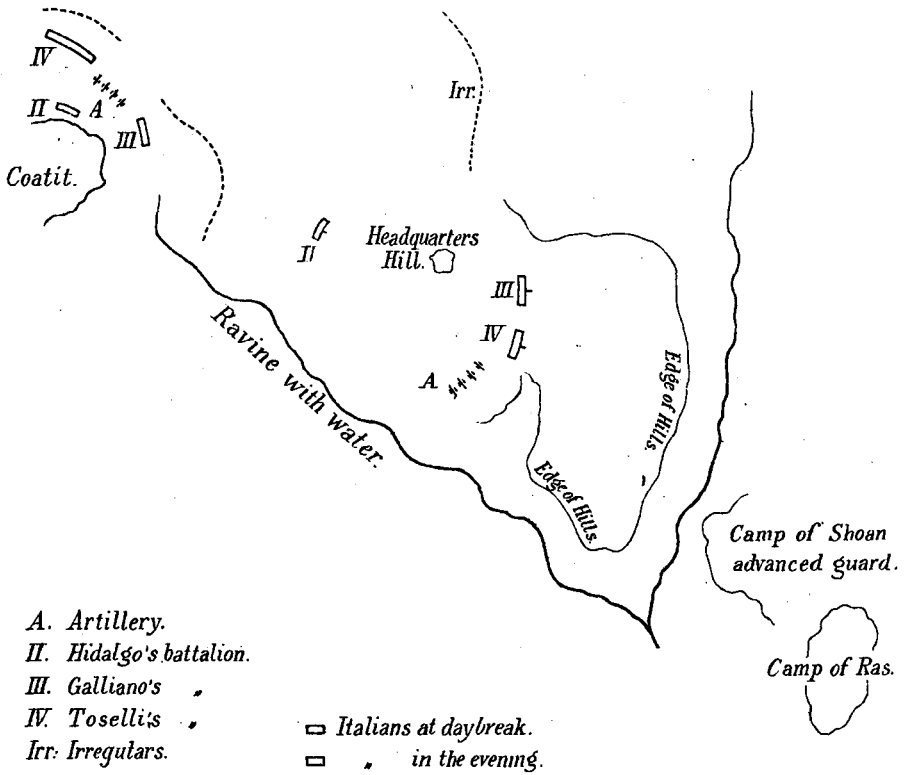 IV
II
A
III
Coatit.
Irr.
II
Headquarters
Hill.
III
IV
A
Ravine with water.
Edge of Hills.
Edge of Hills.
Camp of Shoan
advanced guard.
Camp of Ras.
A. Artillery.
II. Hidalgo's battalion.
III. Galliano's „
IV. Toselli's „
Irr: Irregulars.
Italians at daybreak.
„ in the evening.